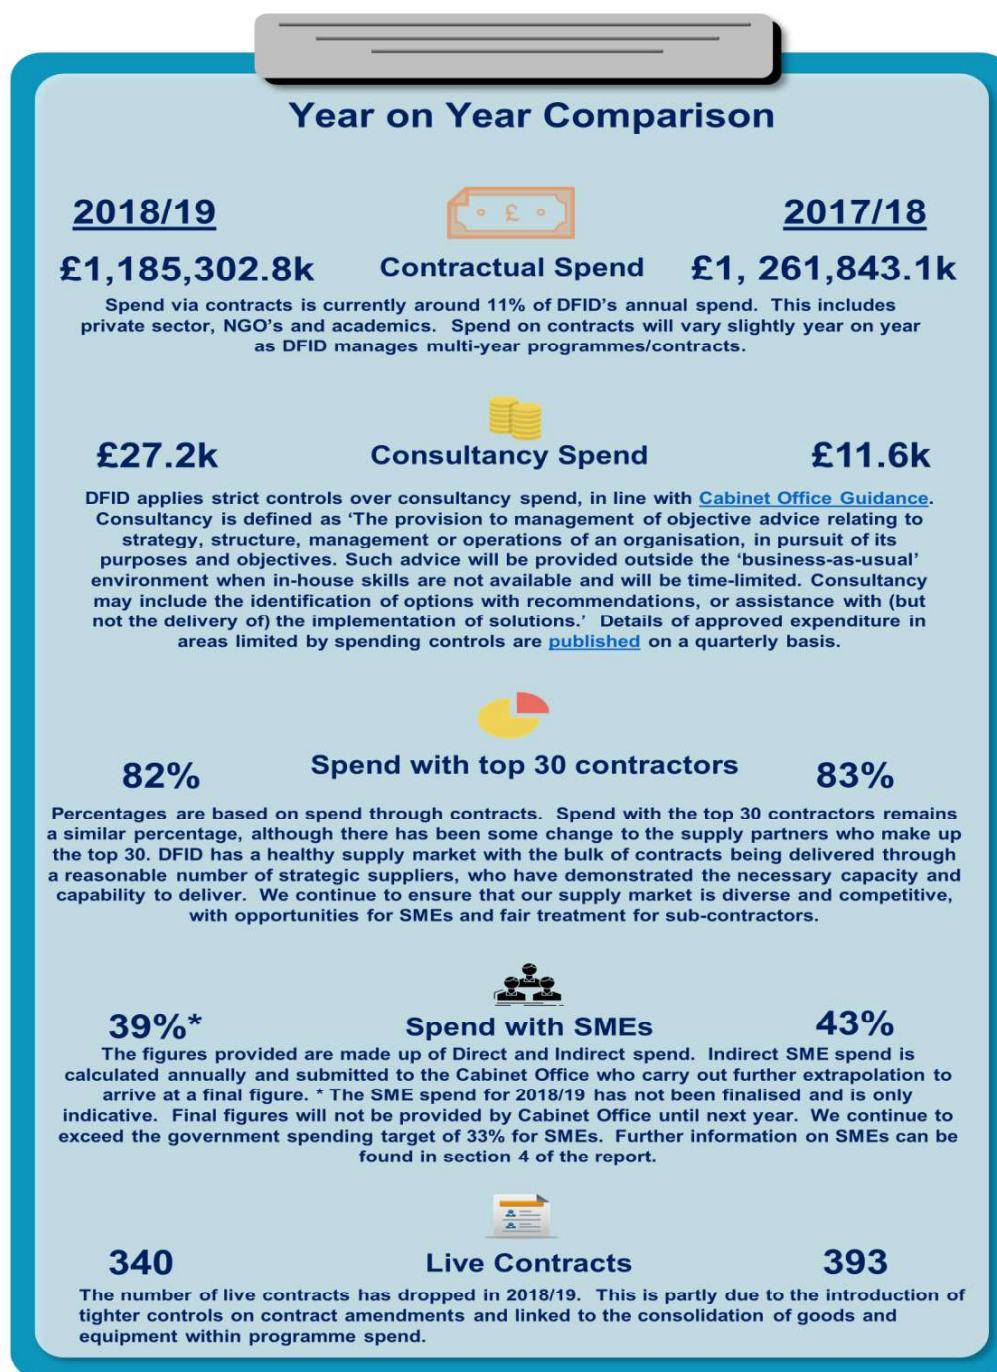 Year on Year Comparison
2018/19
£
2017/18
£1,185,302.8k
Contractual Spend
£1, 261,843.1k
Spend via contracts is currently around 11% of DFID's annual spend.  This includes
private sector, NGO's and academics.  Spend on contracts will vary slightly year on year
as DFID manages multi-year programmes/contracts.
£27.2k
Consultancy Spend
£11.6k
DFID applies strict controls over consultancy spend, in line with Cabinet Office Guidance.
Consultancy is defined as 'The provision to management of objective advice relating to
strategy, structure, management or operations of an organisation, in pursuit of its
purposes and objectives. Such advice will be provided outside the 'business-as-usual'
environment when in-house skills are not available and will be time-limited. Consultancy
may include the identification of options with recommendations, or assistance with (but
not the delivery of) the implementation of solutions.'  Details of approved expenditure in
areas limited by spending controls are published on a quarterly basis.
82%
Spend with top 30 contractors
83%
Percentages are based on spend through contracts.  Spend with the top 30 contractors remains
a similar percentage, although there has been some change to the supply partners who make up
the top 30. DFID has a healthy supply market with the bulk of contracts being delivered through
a reasonable number of strategic suppliers, who have demonstrated the necessary capacity and
capability to deliver.  We continue to ensure that our supply market is diverse and competitive,
with opportunities for SMEs and fair treatment for sub-contractors.
39%*
Spend with SMEs
43%
The figures provided are made up of Direct and Indirect spend.  Indirect SME spend is
calculated annually and submitted to the Cabinet Office who carry out further extrapolation to
arrive at a final figure. * The SME spend for 2018/19 has not been finalised and is only
indicative.  Final figures will not be provided by Cabinet Office until next year.  We continue to
exceed the government spending target of 33% for SMEs.  Further information on SMEs can be
found in section 4 of the report.
340
Live Contracts
393
The number of live contracts has dropped in 2018/19.  This is partly due to the introduction of
tighter controls on contract amendments and linked to the consolidation of goods and
equipment within programme spend.